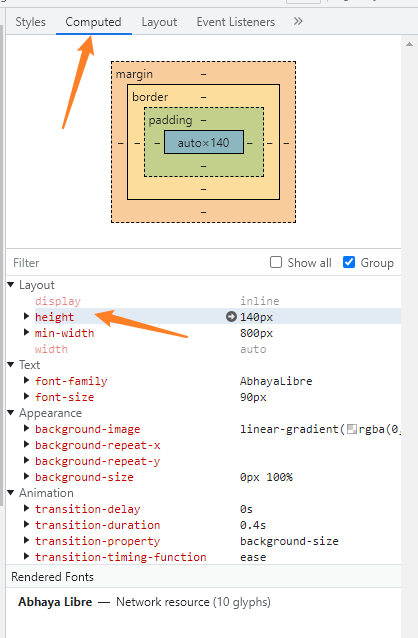 Styles Computed Layout Event Listeners »
margin –
border –
padding –
– – – auto×140 – – –
–
–
–
Filter Show all Group
Layout
display inline
height 140px
min-width 800px
width auto
Text
font-family AbhayaLibre
font-size 90px
Appearance
background-image linear-gradient(rgba(0,
background-repeat-x
background-repeat-y
background-size 0px 100%
Animation
transition-delay 0s
transition-duration 0.4s
transition-property background-size
transition-timing-function ease
Rendered Fonts
Abhaya Libre — Network resource (10 glyphs)